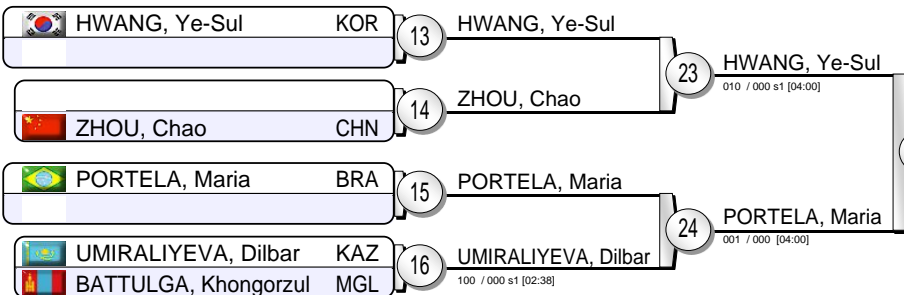 HWANG, Ye-Sul KOR
13
HWANG, Ye-Sul
23
HWANG, Ye-Sul
010 / 000 s1 [04:00]
14
ZHOU, Chao
ZHOU, Chao CHN
PORTELA, Maria BRA
15
PORTELA, Maria
24
PORTELA, Maria
001 / 000 [04:00]
UMIRALIYEVA, Dilbar KAZ
16
UMIRALIYEVA, Dilbar
100 / 000 s1 [02:38]
BATTULGA, Khongorzul MGL